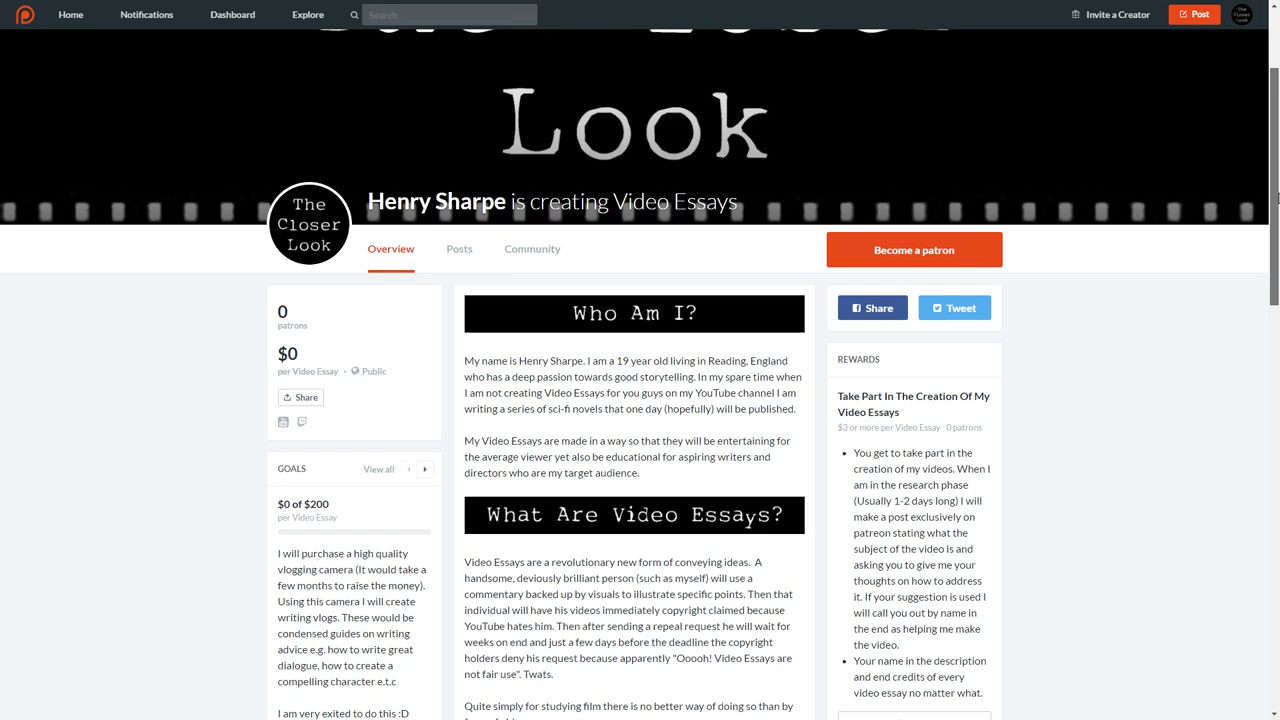 Home
Notifications
Dashboard
Explore
Search
Invite a Creator
Post
The
Closer
Look
Look
Henry Sharpe is creating Video Essays
The
Closer
Look
Overview
Posts
Community
Become a patron
0
patrons
$0
per Video Essay · Public
Share
GOALS
View all
$0 of $200
per Video Essay
I will purchase a high quality
vlogging camera (It would take a
few months to raise the money).
Using this camera I will create
writing vlogs. These would be
condensed guides on writing
advice e.g. how to write great
dialogue, how to create a
compelling character e.t.c
I am very exited to do this :D
Who Am I?
My name is Henry Sharpe. I am a 19 year old living in Reading, England
who has a deep passion towards good storytelling. In my spare time when
I am not creating Video Essays for you guys on my YouTube channel I am
writing a series of sci-fi novels that one day (hopefully) will be published.
My Video Essays are made in a way so that they will be entertaining for
the average viewer yet also be educational for aspiring writers and
directors who are my target audience.
What Are Video Essays?
Video Essays are a revolutionary new form of conveying ideas. A
handsome, deviously brilliant person (such as myself) will use a
commentary backed up by visuals to illustrate specific points. Then that
individual will have his videos immediately copyright claimed because
YouTube hates him. Then after sending a repeal request he will wait for
weeks on end and just a few days before the deadline the copyright
holders deny his request because apparently "Ooooh! Video Essays are
not fair use". Twats.
Quite simply for studying film there is no better way of doing so than by
Share
Tweet
REWARDS
Take Part In The Creation Of My
Video Essays
$3 or more per Video Essay · 0 patrons
You get to take part in the
creation of my videos. When I
am in the research phase
(Usually 1-2 days long) I will
make a post exclusively on
patreon stating what the
subject of the video is and
asking you to give me your
thoughts on how to address
it. If your suggestion is used I
will call you out by name in
the end as helping me make
the video.
Your name in the description
and end credits of every
video essay no matter what.